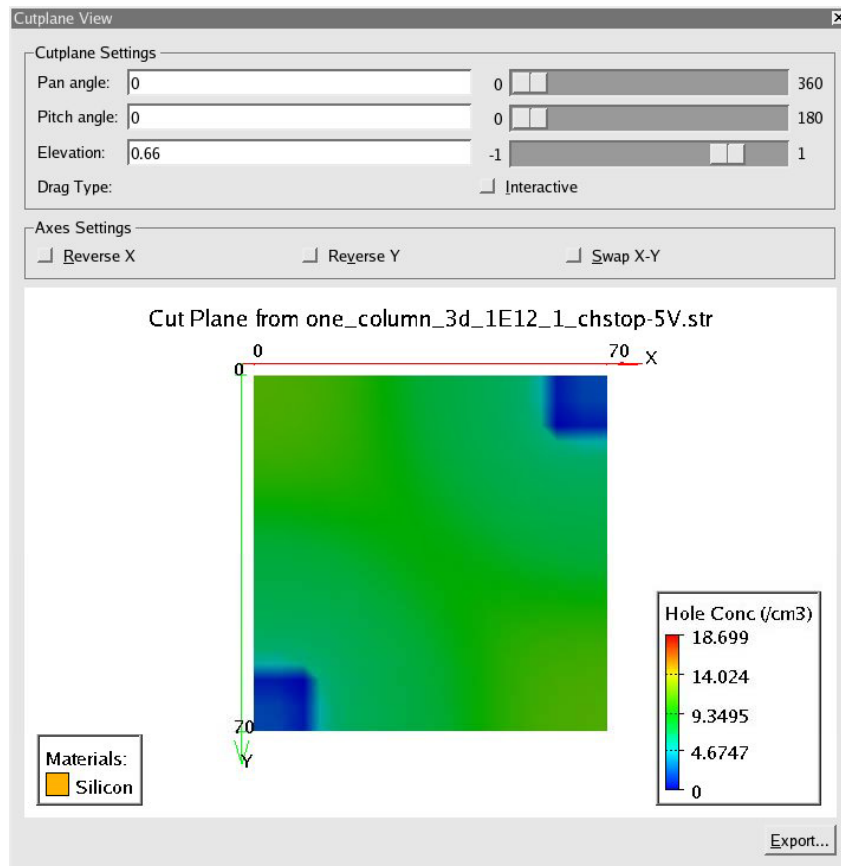 Cutplane View
Cutplane Settings
Pan angle: 0 0 360
Pitch angle: 0 0 180
Elevation: 0.66 -1 1
Drag Type: Interactive
Axes Settings
Reverse X Reverse Y Swap X-Y
Cut Plane from one_column_3d_1E12_1_chstop-5V.str
0 70 X
0
70
Y
Hole Conc (/cm3)
18.699
14.024
9.3495
4.6747
0
Materials:
Silicon
Export...